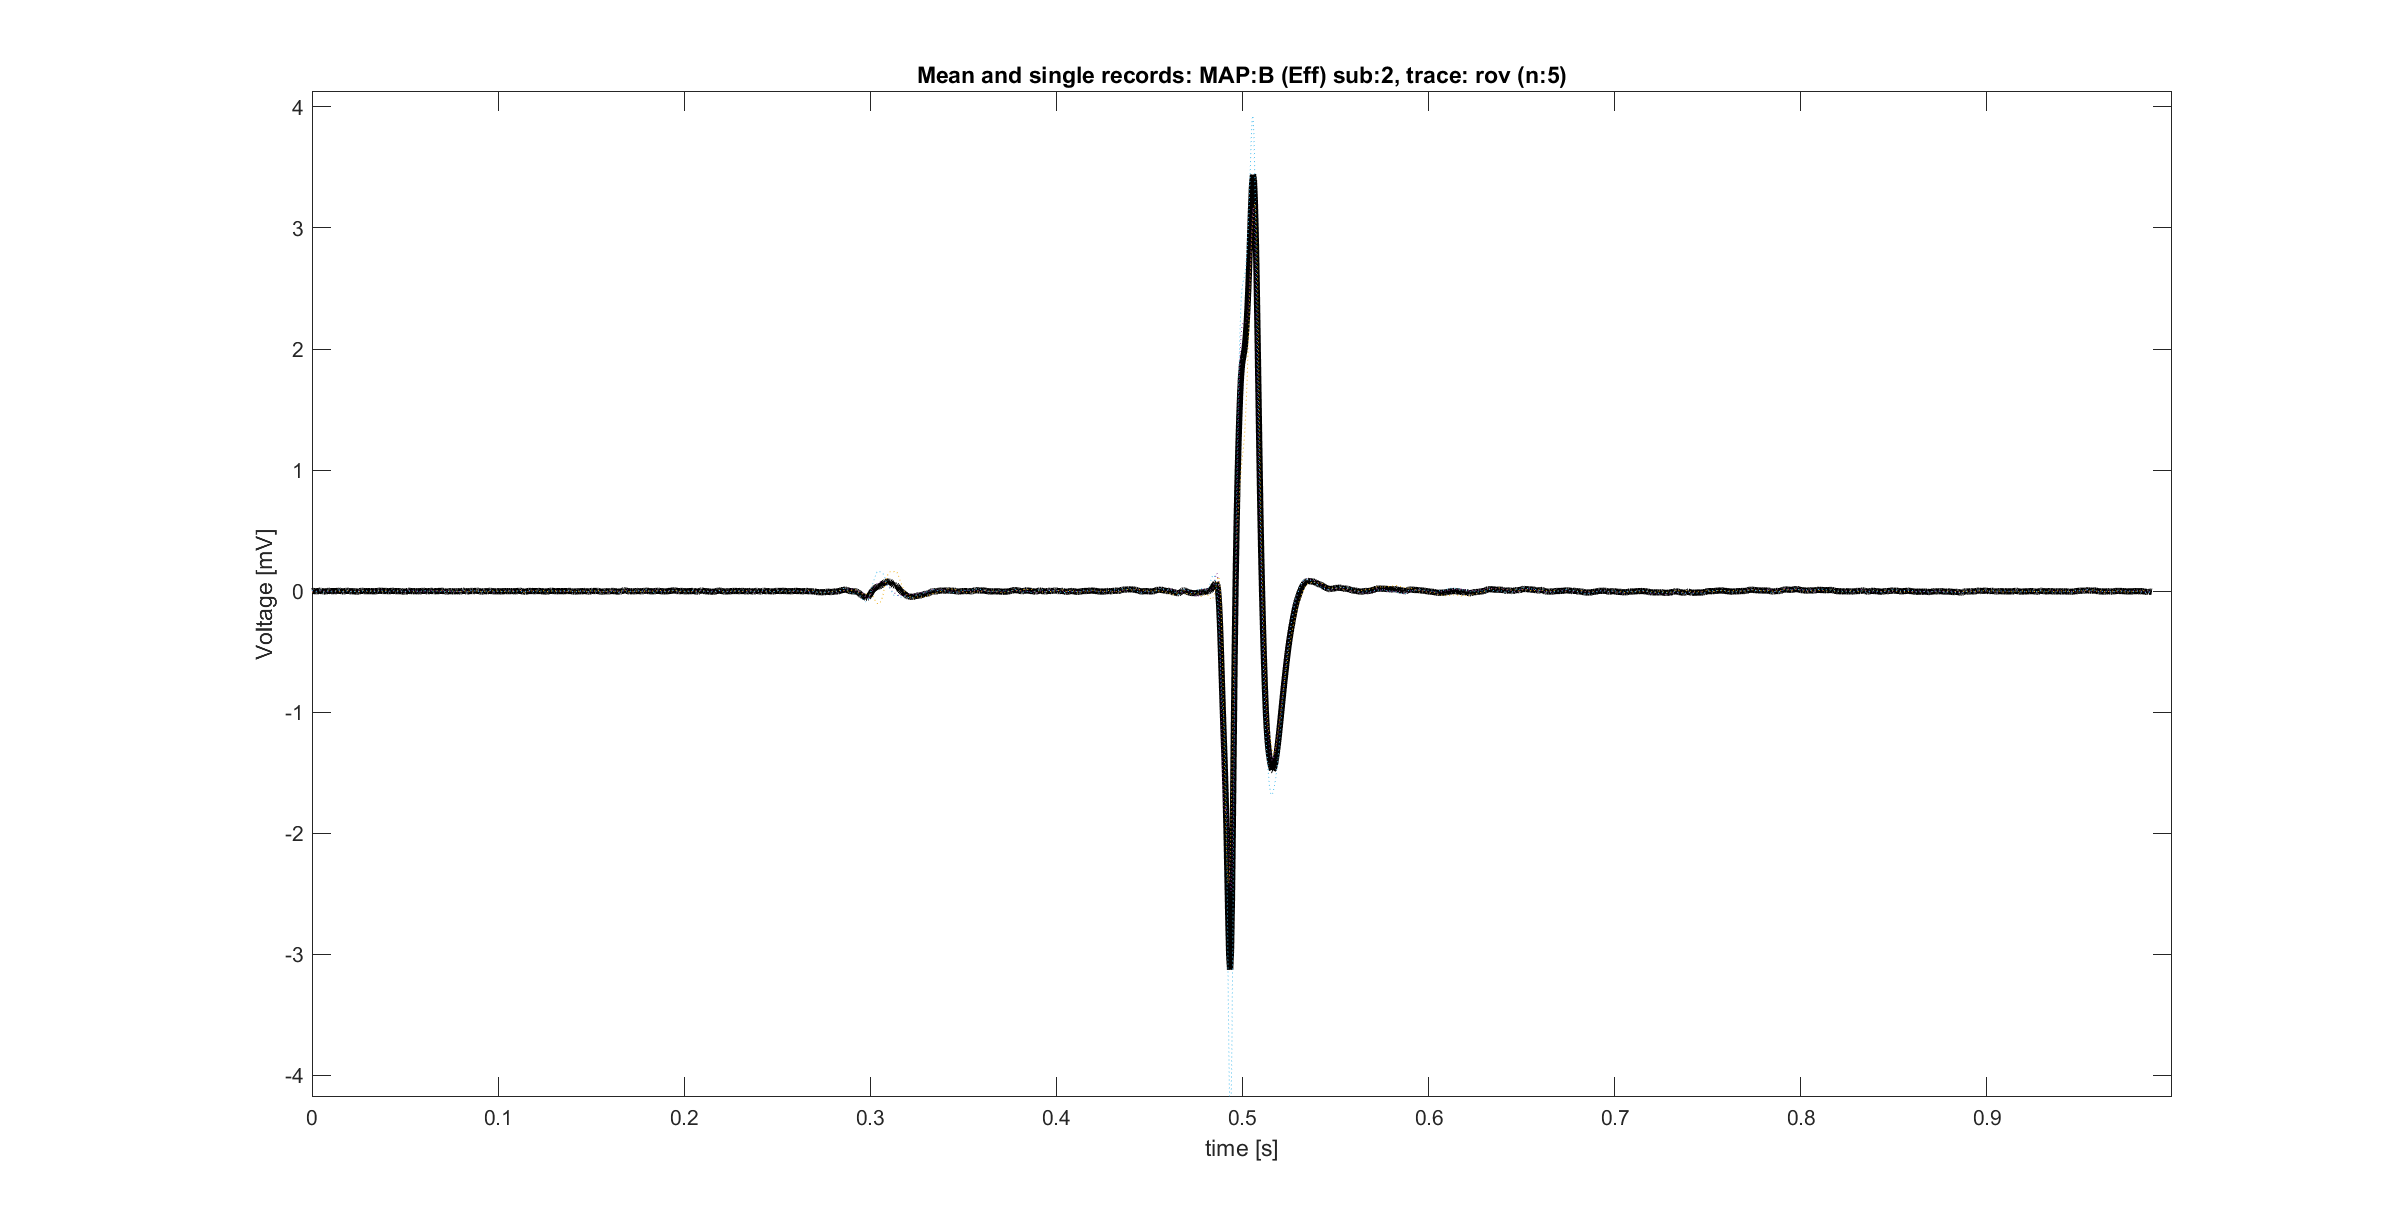 Mean and single records: MAP:B (Eff) sub:2, trace: rov (n:5)
4
3
2
1
0
-1
-2
-3
-4
Voltage [mV]
0 0.1 0.2 0.3 0.4 0.5 0.6 0.7 0.8 0.9
time [s]